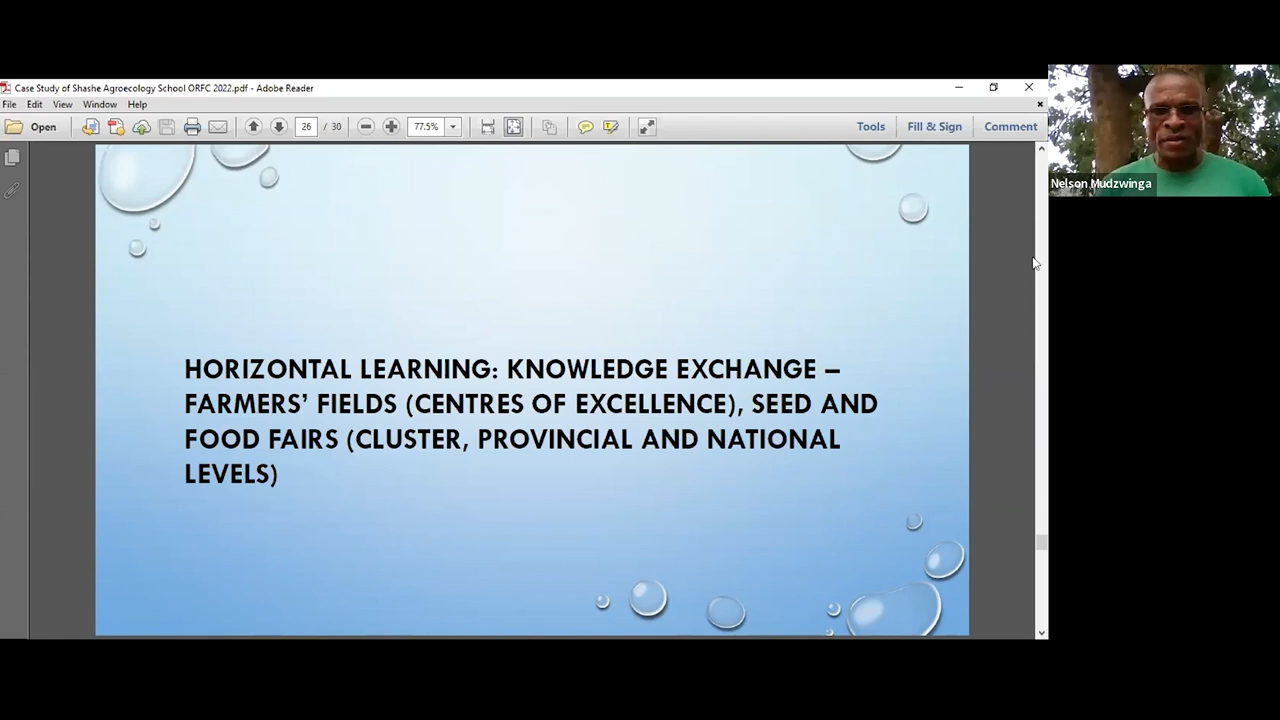 Case Study of Shashe Agroecology School ORFC 2022.pdf - Adobe Reader
File Edit View Window Help
Open 26 / 30 77.5% Tools Fill & Sign Comment
Nelson Mudzwinga
HORIZONTAL LEARNING: KNOWLEDGE EXCHANGE –
FARMERS’ FIELDS (CENTRES OF EXCELLENCE), SEED AND
FOOD FAIRS (CLUSTER, PROVINCIAL AND NATIONAL
LEVELS)